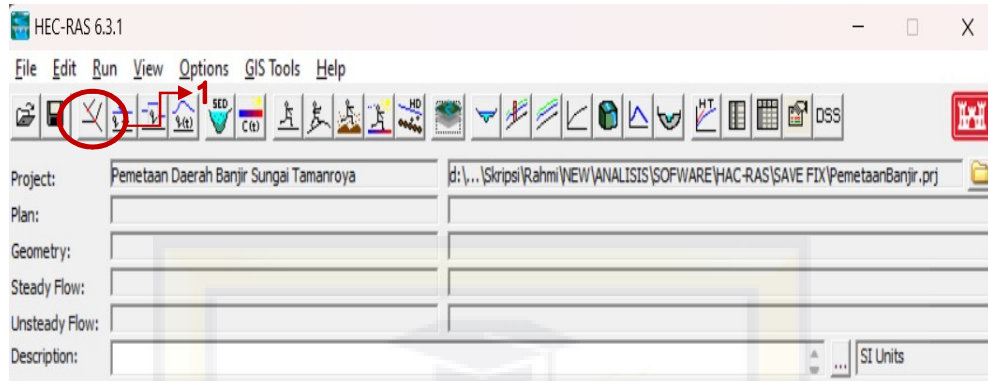 HEC-RAS 6.3.1
File Edit Run View Options GIS Tools Help
1
SED C(t) HD HT DSS
Project: Pemetaan Daerah Banjir Sungai Tamanroya d:\...\Skripsi\Rahmi\NEW\ANALISIS\SOFWARE\HAC-RAS\SAVE FIX\PemetaanBanjir.prj
Plan:
Geometry:
Steady Flow:
Unsteady Flow:
Description: ... SI Units